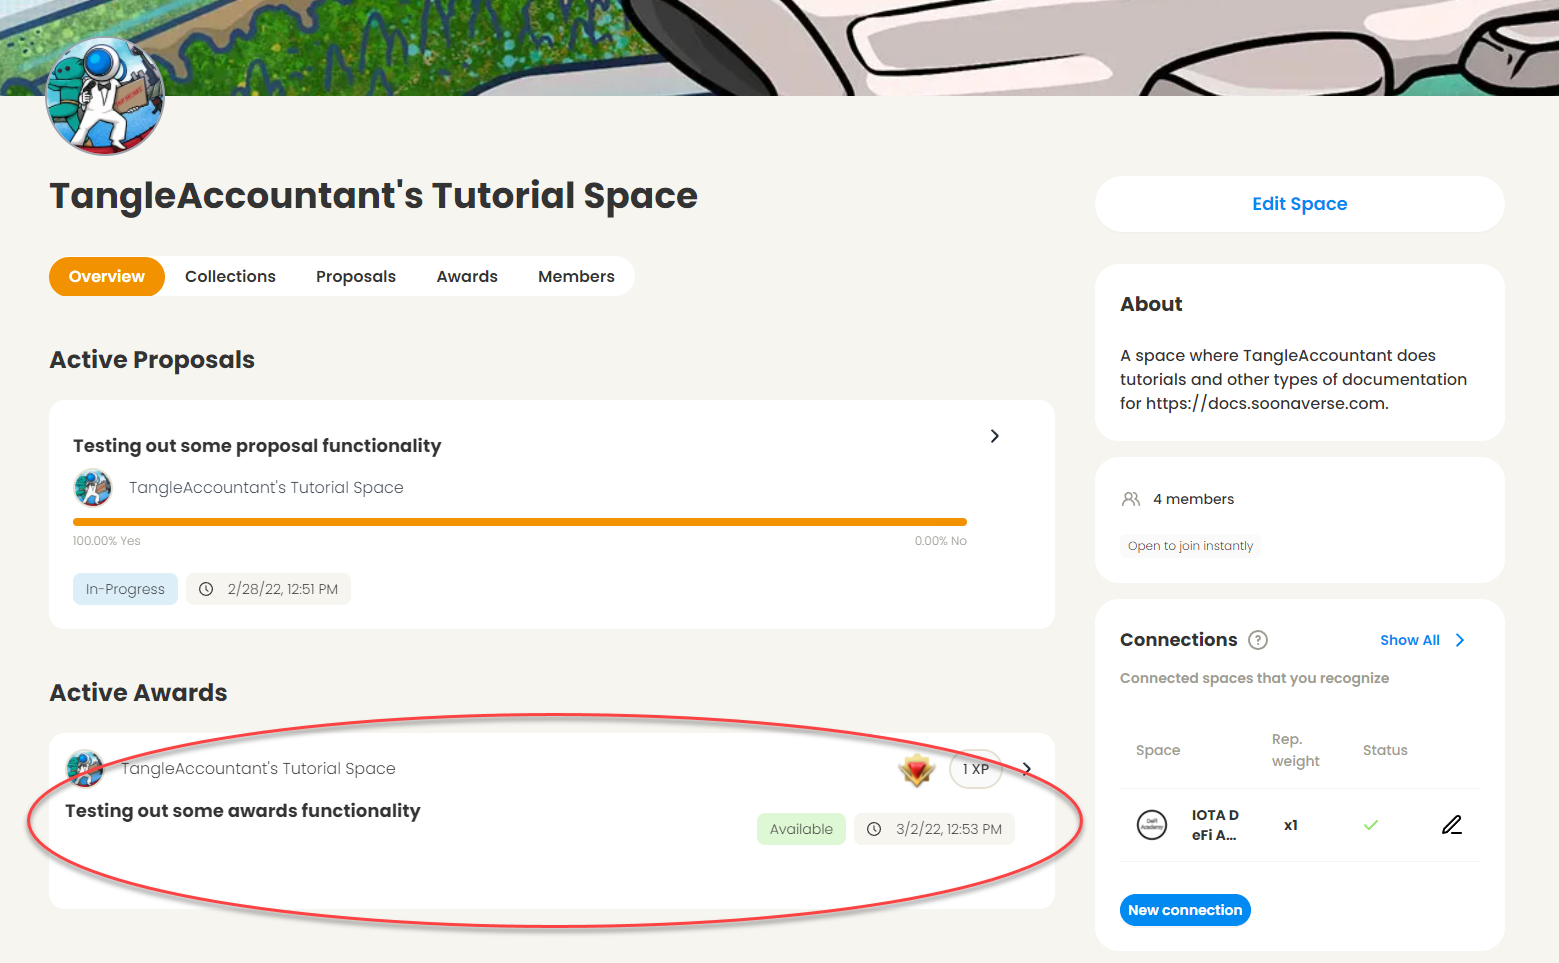 TangleAccountant's Tutorial Space
Edit Space
Overview
Collections
Proposals
Awards
Members
Active Proposals
Testing out some proposal functionality
TangleAccountant's Tutorial Space
100.00% Yes
0.00% No
In-Progress
2/28/22, 12:51 PM
Active Awards
TangleAccountant's Tutorial Space
1 XP
Testing out some awards functionality
Available
3/2/22, 12:53 PM
About
A space where TangleAccountant does
tutorials and other types of documentation
for https://docs.soonaverse.com.
4 members
Open to join instantly
Connections
?
Show All
Connected spaces that you recognize
Space
Rep.
weight
Status
DeFi
Academy
IOTA D
eFi A...
x1
New connection